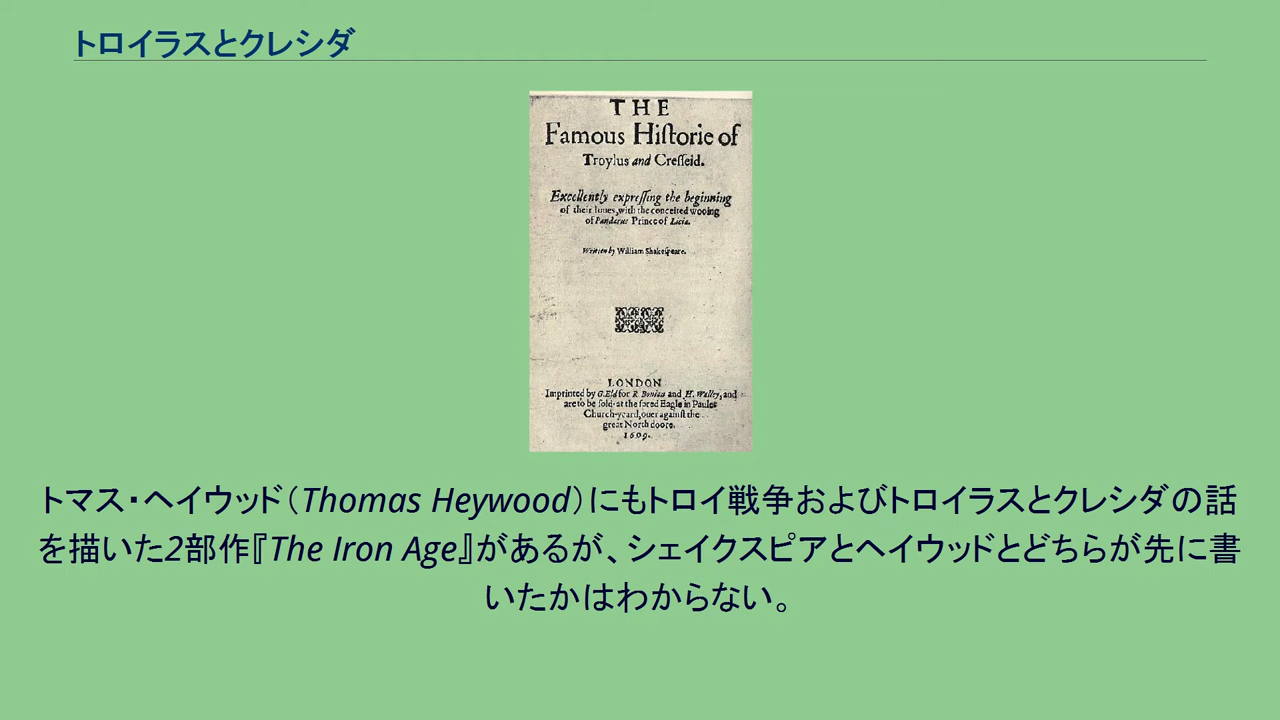 トロイラスとクレシダ
THE
Famous Hiſtorie of
Troylus and Creſſeid.
Excellently expreſſing the beginning
of their loues, with the conceited wooing
of Pandarus Prince of Licia.
Written by William Shakeſpeare.
LONDON
Imprinted by G.Eld for R. Bonian and H. Walley, and
are to be ſold at the ſpred Eagle in Paules
Church-yeard, ouer againſt the
great North doore.
1609.
トマス・ヘイウッド（Thomas Heywood）にもトロイ戦争およびトロイラスとクレシダの話
を描いた2部作『The Iron Age』があるが、シェイクスピアとヘイウッドとどちらが先に書
いたかはわからない。